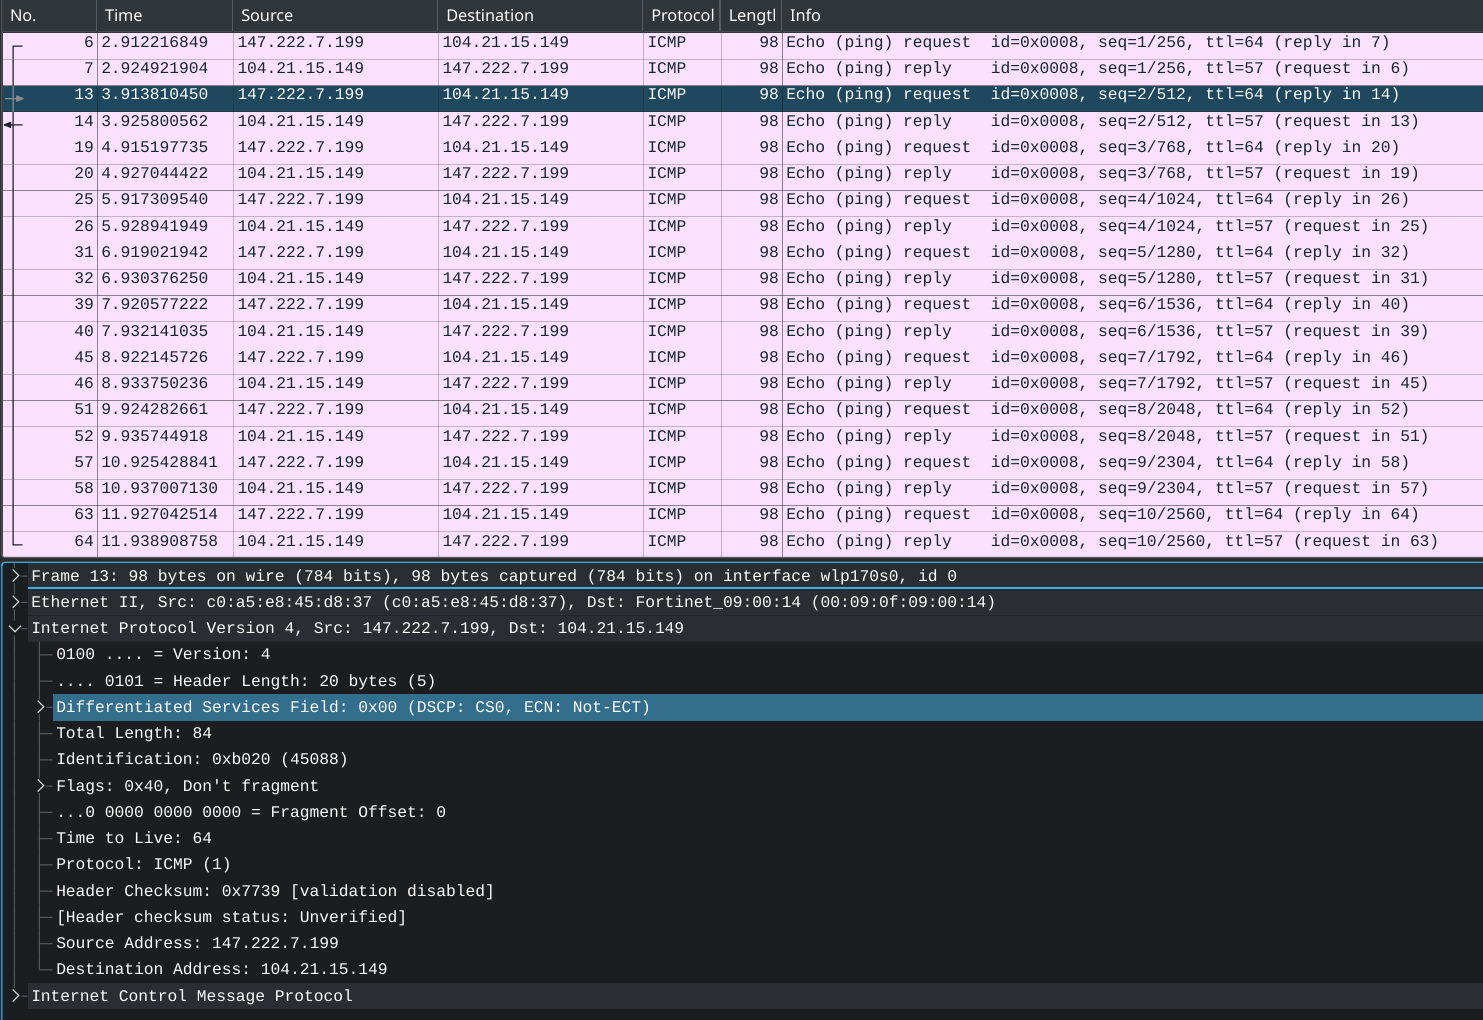 No. Time Source Destination Protocol Lengtl Info
6 2.912216849 147.222.7.199 104.21.15.149 ICMP 98 Echo (ping) request id=0x0008, seq=1/256, ttl=64 (reply in 7)
7 2.924921904 104.21.15.149 147.222.7.199 ICMP 98 Echo (ping) reply id=0x0008, seq=1/256, ttl=57 (request in 6)
13 3.913810450 147.222.7.199 104.21.15.149 ICMP 98 Echo (ping) request id=0x0008, seq=2/512, ttl=64 (reply in 14)
14 3.925800562 104.21.15.149 147.222.7.199 ICMP 98 Echo (ping) reply id=0x0008, seq=2/512, ttl=57 (request in 13)
19 4.915197735 147.222.7.199 104.21.15.149 ICMP 98 Echo (ping) request id=0x0008, seq=3/768, ttl=64 (reply in 20)
20 4.927044422 104.21.15.149 147.222.7.199 ICMP 98 Echo (ping) reply id=0x0008, seq=3/768, ttl=57 (request in 19)
25 5.917309540 147.222.7.199 104.21.15.149 ICMP 98 Echo (ping) request id=0x0008, seq=4/1024, ttl=64 (reply in 26)
26 5.928941949 104.21.15.149 147.222.7.199 ICMP 98 Echo (ping) reply id=0x0008, seq=4/1024, ttl=57 (request in 25)
31 6.919021942 147.222.7.199 104.21.15.149 ICMP 98 Echo (ping) request id=0x0008, seq=5/1280, ttl=64 (reply in 32)
32 6.930376250 104.21.15.149 147.222.7.199 ICMP 98 Echo (ping) reply id=0x0008, seq=5/1280, ttl=57 (request in 31)
39 7.920577222 147.222.7.199 104.21.15.149 ICMP 98 Echo (ping) request id=0x0008, seq=6/1536, ttl=64 (reply in 40)
40 7.932141035 104.21.15.149 147.222.7.199 ICMP 98 Echo (ping) reply id=0x0008, seq=6/1536, ttl=57 (request in 39)
45 8.922145726 147.222.7.199 104.21.15.149 ICMP 98 Echo (ping) request id=0x0008, seq=7/1792, ttl=64 (reply in 46)
46 8.933750236 104.21.15.149 147.222.7.199 ICMP 98 Echo (ping) reply id=0x0008, seq=7/1792, ttl=57 (request in 45)
51 9.924282661 147.222.7.199 104.21.15.149 ICMP 98 Echo (ping) request id=0x0008, seq=8/2048, ttl=64 (reply in 52)
52 9.935744918 104.21.15.149 147.222.7.199 ICMP 98 Echo (ping) reply id=0x0008, seq=8/2048, ttl=57 (request in 51)
57 10.925428841 147.222.7.199 104.21.15.149 ICMP 98 Echo (ping) request id=0x0008, seq=9/2304, ttl=64 (reply in 58)
58 10.937007130 104.21.15.149 147.222.7.199 ICMP 98 Echo (ping) reply id=0x0008, seq=9/2304, ttl=57 (request in 57)
63 11.927042514 147.222.7.199 104.21.15.149 ICMP 98 Echo (ping) request id=0x0008, seq=10/2560, ttl=64 (reply in 64)
64 11.938908758 104.21.15.149 147.222.7.199 ICMP 98 Echo (ping) reply id=0x0008, seq=10/2560, ttl=57 (request in 63)
Frame 13: 98 bytes on wire (784 bits), 98 bytes captured (784 bits) on interface wlp170s0, id 0
Ethernet II, Src: c0:a5:e8:45:d8:37 (c0:a5:e8:45:d8:37), Dst: Fortinet_09:00:14 (00:09:0f:09:00:14)
Internet Protocol Version 4, Src: 147.222.7.199, Dst: 104.21.15.149
0100 .... = Version: 4
.... 0101 = Header Length: 20 bytes (5)
Differentiated Services Field: 0x00 (DSCP: CS0, ECN: Not-ECT)
Total Length: 84
Identification: 0xb020 (45088)
Flags: 0x40, Don't fragment
...0 0000 0000 0000 = Fragment Offset: 0
Time to Live: 64
Protocol: ICMP (1)
Header Checksum: 0x7739 [validation disabled]
[Header checksum status: Unverified]
Source Address: 147.222.7.199
Destination Address: 104.21.15.149
Internet Control Message Protocol